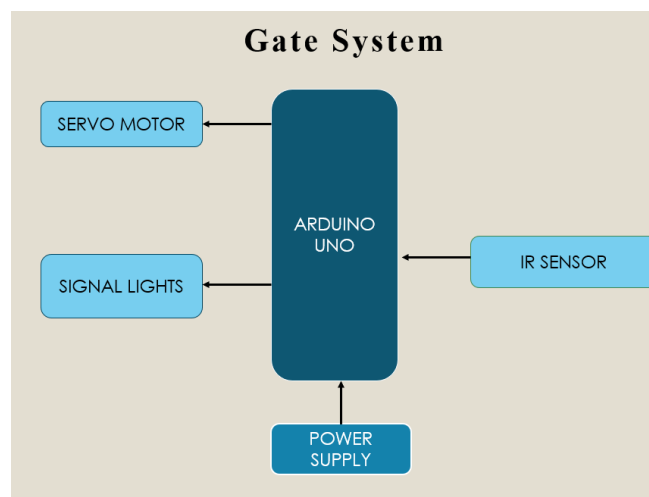 Gate System
SERVO MOTOR
ARDUINO
UNO
IR SENSOR
SIGNAL LIGHTS
POWER
SUPPLY